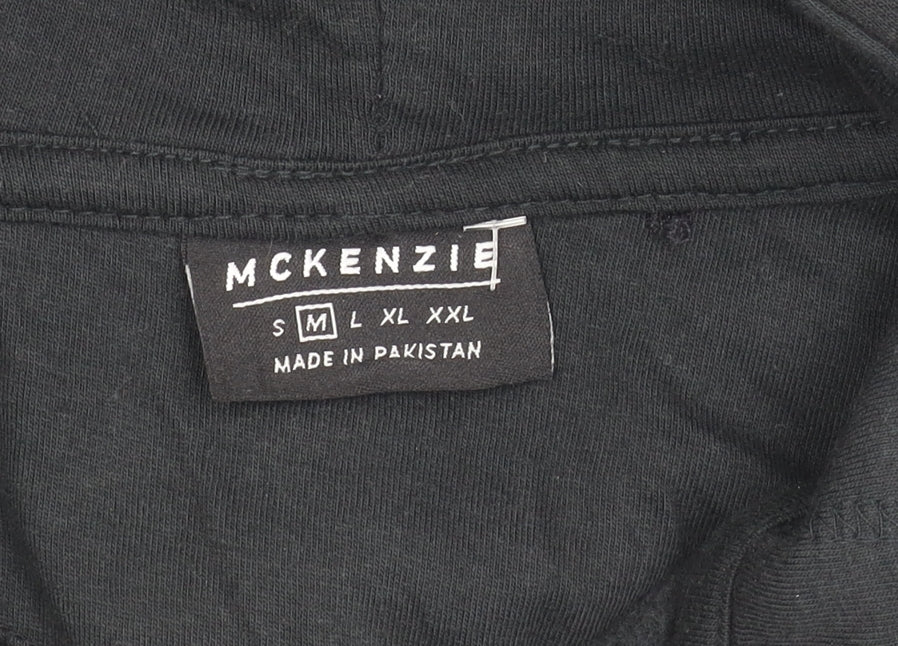 MCKENZIE
S M L XL XXL
MADE IN PAKISTAN